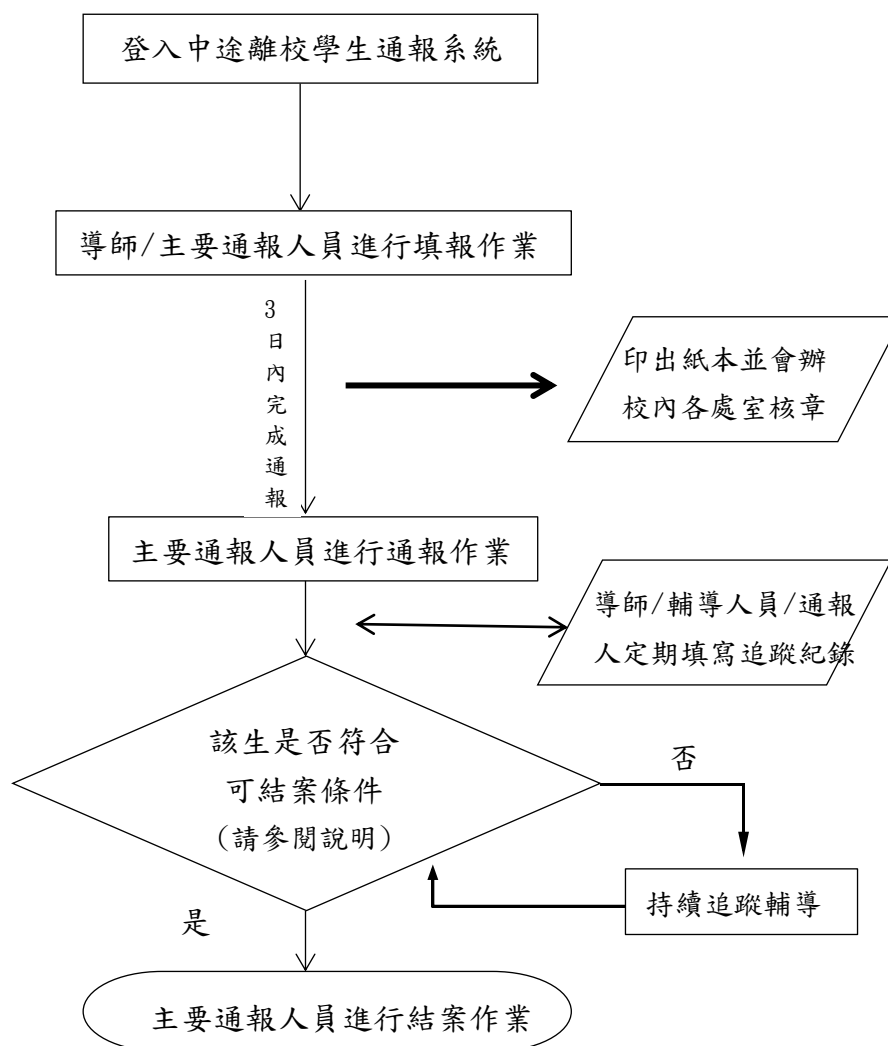 登入中途離校學生通報系統
導師/主要通報人員進行填報作業
3日內完成通報
印出紙本並會辦
校內各處室核章
主要通報人員進行通報作業
導師/輔導人員/通報
人定期填寫追蹤紀錄
該生是否符合
可結案條件
(請參閱說明)
否
持續追蹤輔導
是
主要通報人員進行結案作業